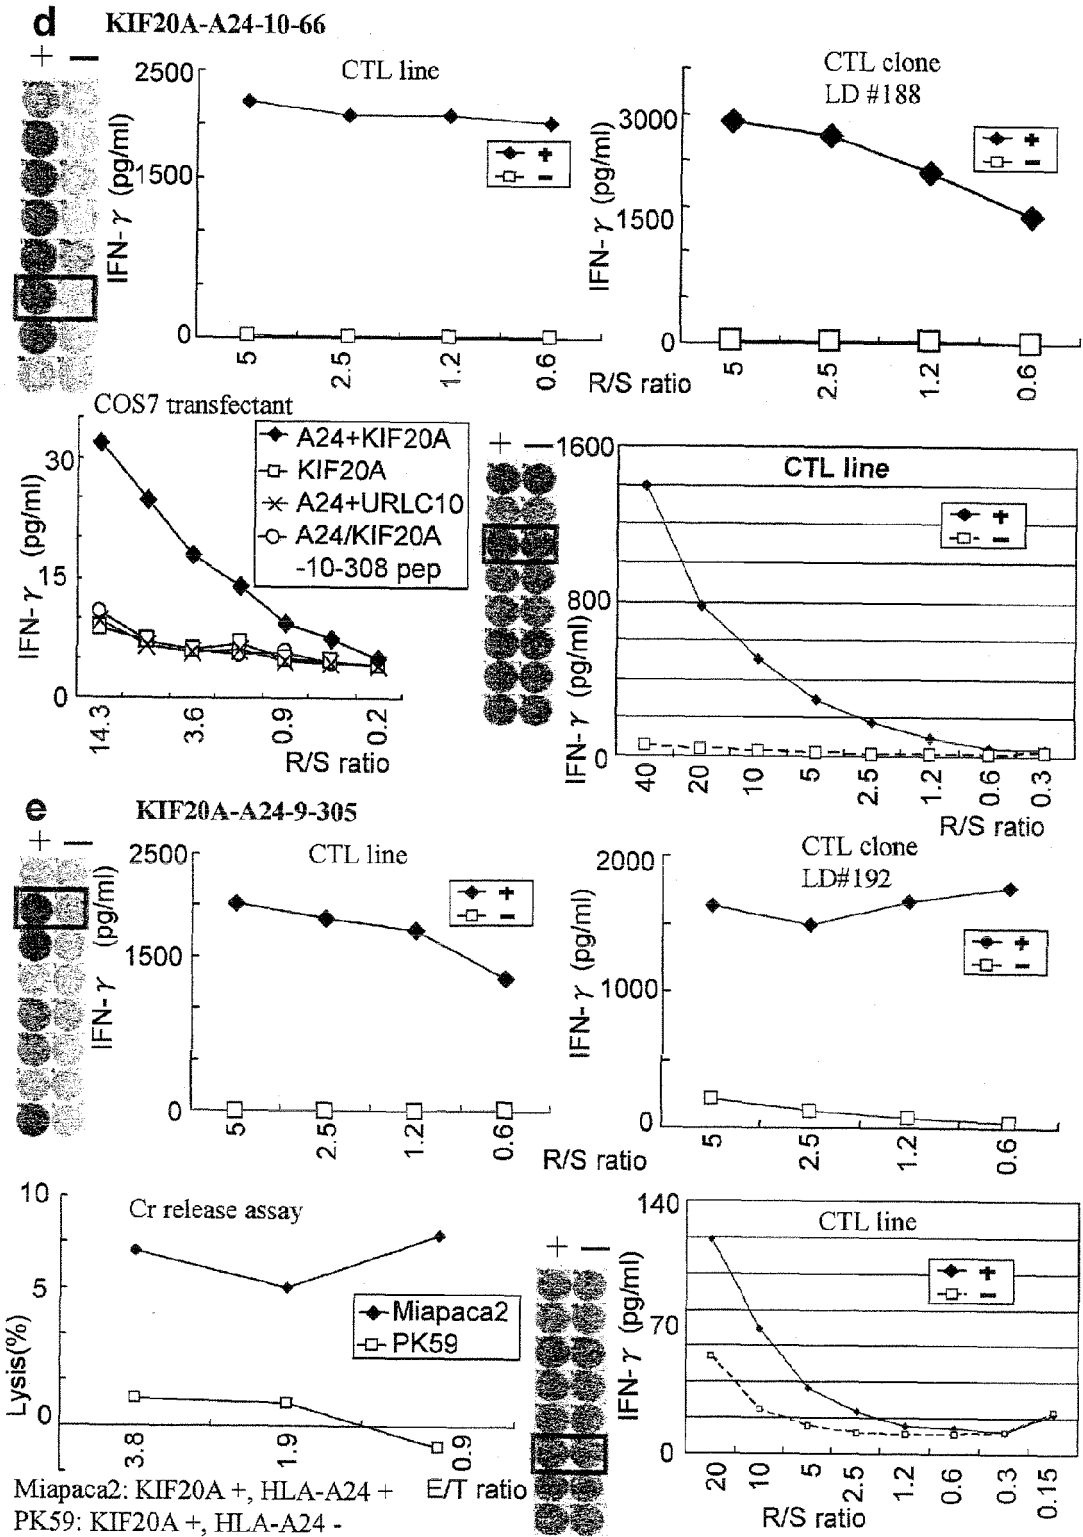 d KIF20A-A24-10-66
+ −
CTL line
IFN-γ (pg/ml)
2500
1500
0
+
−
5 2.5 1.2 0.6
R/S ratio
CTL clone
LD #188
IFN-γ (pg/ml)
3000
1500
0
+
−
5 2.5 1.2 0.6
COS7 transfectant
IFN-γ (pg/ml)
30
15
0
A24+KIF20A
KIF20A
A24+URLC10
A24/KIF20A
-10-308 pep
14.3 3.6 0.9 0.2
R/S ratio
+ −
CTL line
IFN-γ (pg/ml)
1600
800
0
+
−
40 20 10 5 2.5 1.2 0.6 0.3
R/S ratio
e KIF20A-A24-9-305
+ −
CTL line
IFN-γ (pg/ml)
2500
1500
0
+
−
5 2.5 1.2 0.6
R/S ratio
CTL clone
LD#192
IFN-γ (pg/ml)
2000
1000
0
+
−
5 2.5 1.2 0.6
Cr release assay
Lysis(%)
10
5
0
Miapaca2
PK59
3.8 1.9 0.9
E/T ratio
Miapaca2: KIF20A +, HLA-A24 +
PK59: KIF20A +, HLA-A24 -
+ −
CTL line
IFN-γ (pg/ml)
140
70
0
+
−
20 10 5 2.5 1.2 0.6 0.3 0.15
R/S ratio